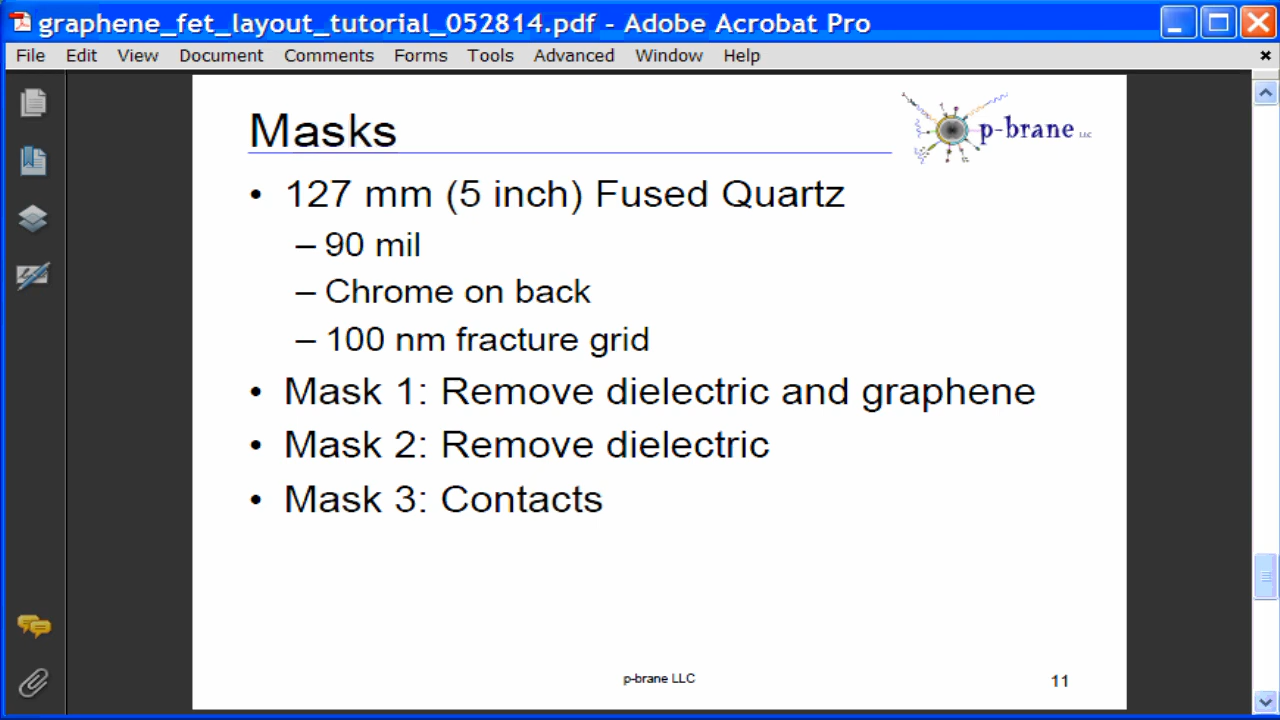 graphene_fet_layout_tutorial_052814.pdf - Adobe Acrobat Pro
File Edit View Document Comments Forms Tools Advanced Window Help
Masks
p-brane LLC
• 127 mm (5 inch) Fused Quartz
– 90 mil
– Chrome on back
– 100 nm fracture grid
• Mask 1: Remove dielectric and graphene
• Mask 2: Remove dielectric
• Mask 3: Contacts
p-brane LLC
11